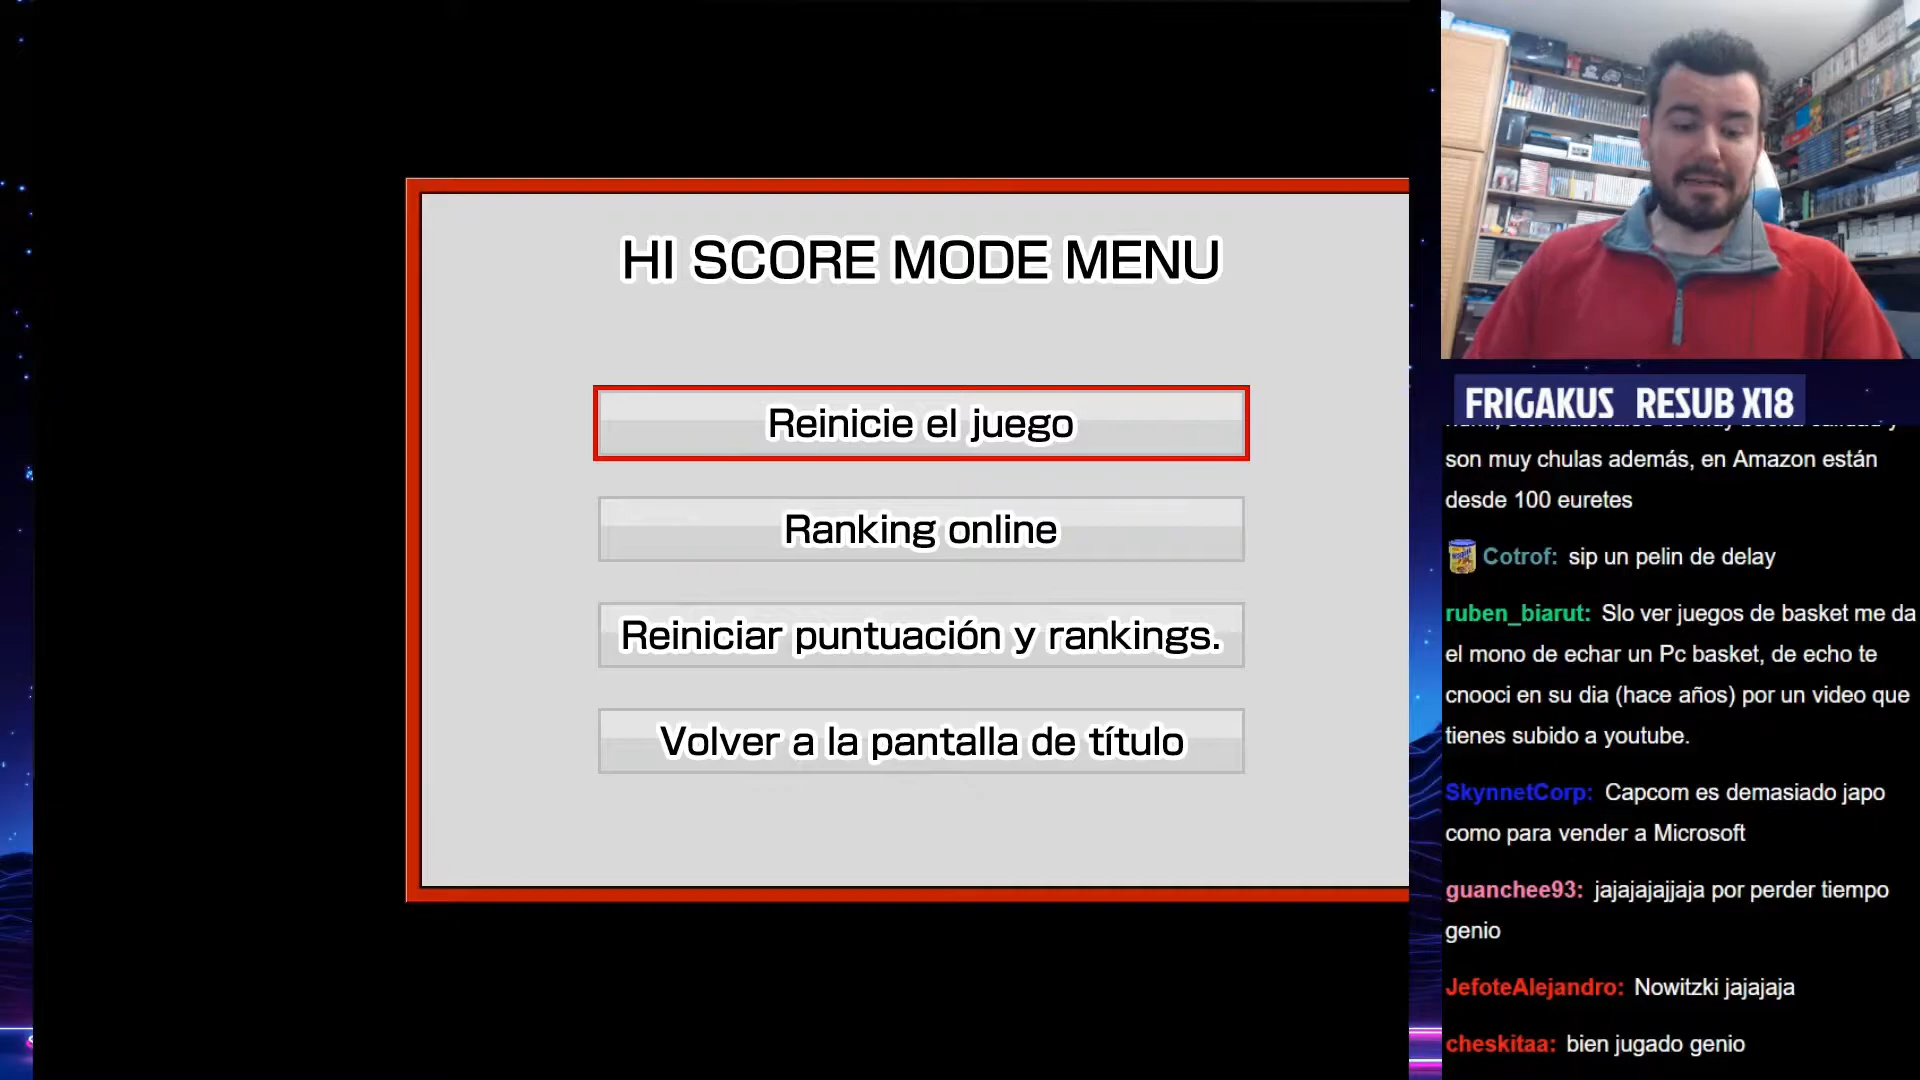 HI SCORE MODE MENU
Reinicie el juego
Ranking online
Reiniciar puntuación y rankings.
Volver a la pantalla de título
FRIGAKUS RESUB X18
son muy chulas además, en Amazon están
desde 100 euretes
Cotrof: sip un pelin de delay
ruben_biarut: Slo ver juegos de basket me da
el mono de echar un Pc basket, de echo te
cnooci en su dia (hace años) por un video que
tienes subido a youtube.
SkynnetCorp: Capcom es demasiado japo
como para vender a Microsoft
guanchee93: jajajajajjaja por perder tiempo
genio
JefoteAlejandro: Nowitzki jajajaja
cheskitaa: bien jugado genio